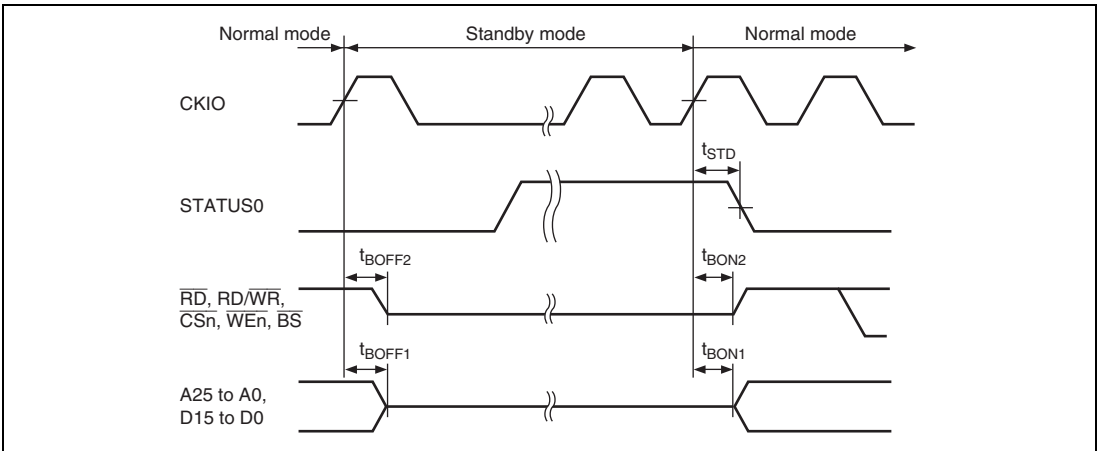 Normal mode Standby mode Normal mode
CKIO
tSTD
STATUS0
tBOFF2 tBON2
RD, RD/WR,
CSn, WEn, BS
tBOFF1 tBON1
A25 to A0,
D15 to D0